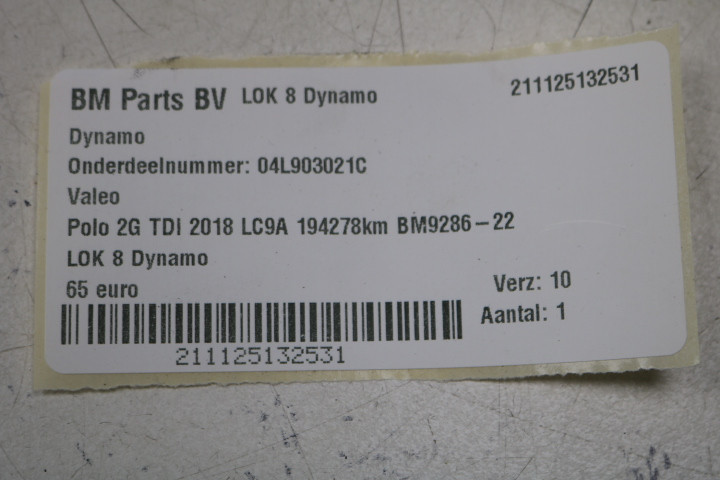 BM Parts BV LOK 8 Dynamo 211125132531
Dynamo
Onderdeelnummer: 04L903021C
Valeo
Polo 2G TDI 2018 LC9A 194278km BM9286-22
LOK 8 Dynamo
65 euro Verz: 10
Aantal: 1
211125132531